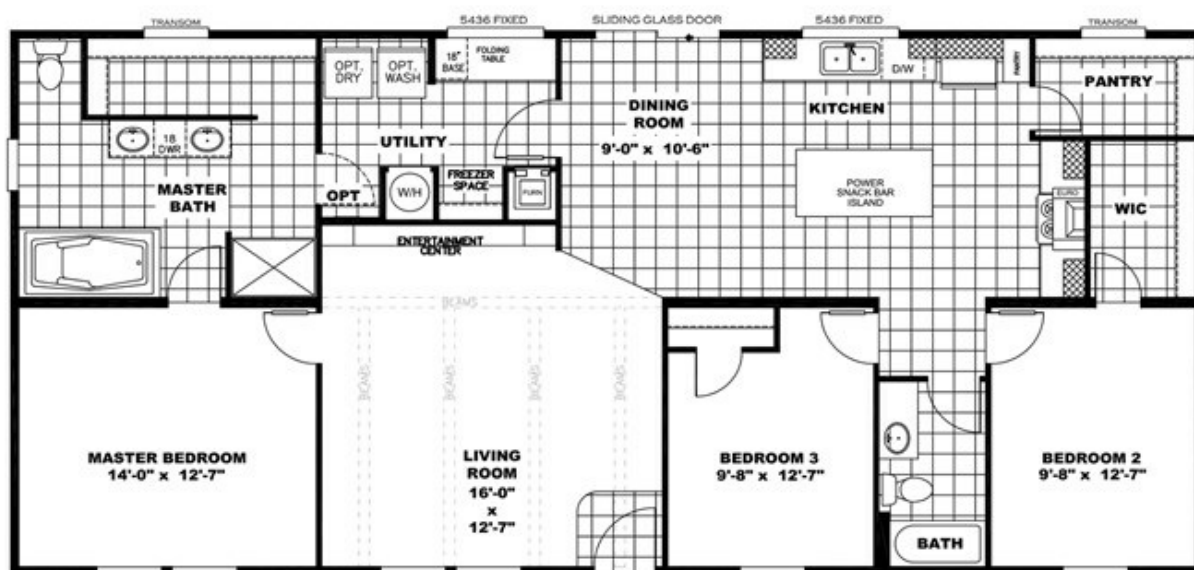 TRANSOM
5436 FIXED
SLIDING GLASS DOOR
5436 FIXED
TRANSOM
OPT.
DRY
OPT.
WASH
18"
BASE
FOLDING
TABLE
D/W
PANTRY
PANTRY
DINING
ROOM
9'-0" x 10'-6"
KITCHEN
18
DWR
UTILITY
MASTER
BATH
OPT
W/H
FREEZER
SPACE
FURN
POWER
SNACK BAR
ISLAND
EURO
WIC
ENTERTAINMENT
CENTER
BEAMS
BEAMS
BEAMS
BEAMS
BEAMS
MASTER BEDROOM
14'-0" x 12'-7"
LIVING
ROOM
16'-0"
x
12'-7"
BEDROOM 3
9'-8" x 12'-7"
BEDROOM 2
9'-8" x 12'-7"
BATH